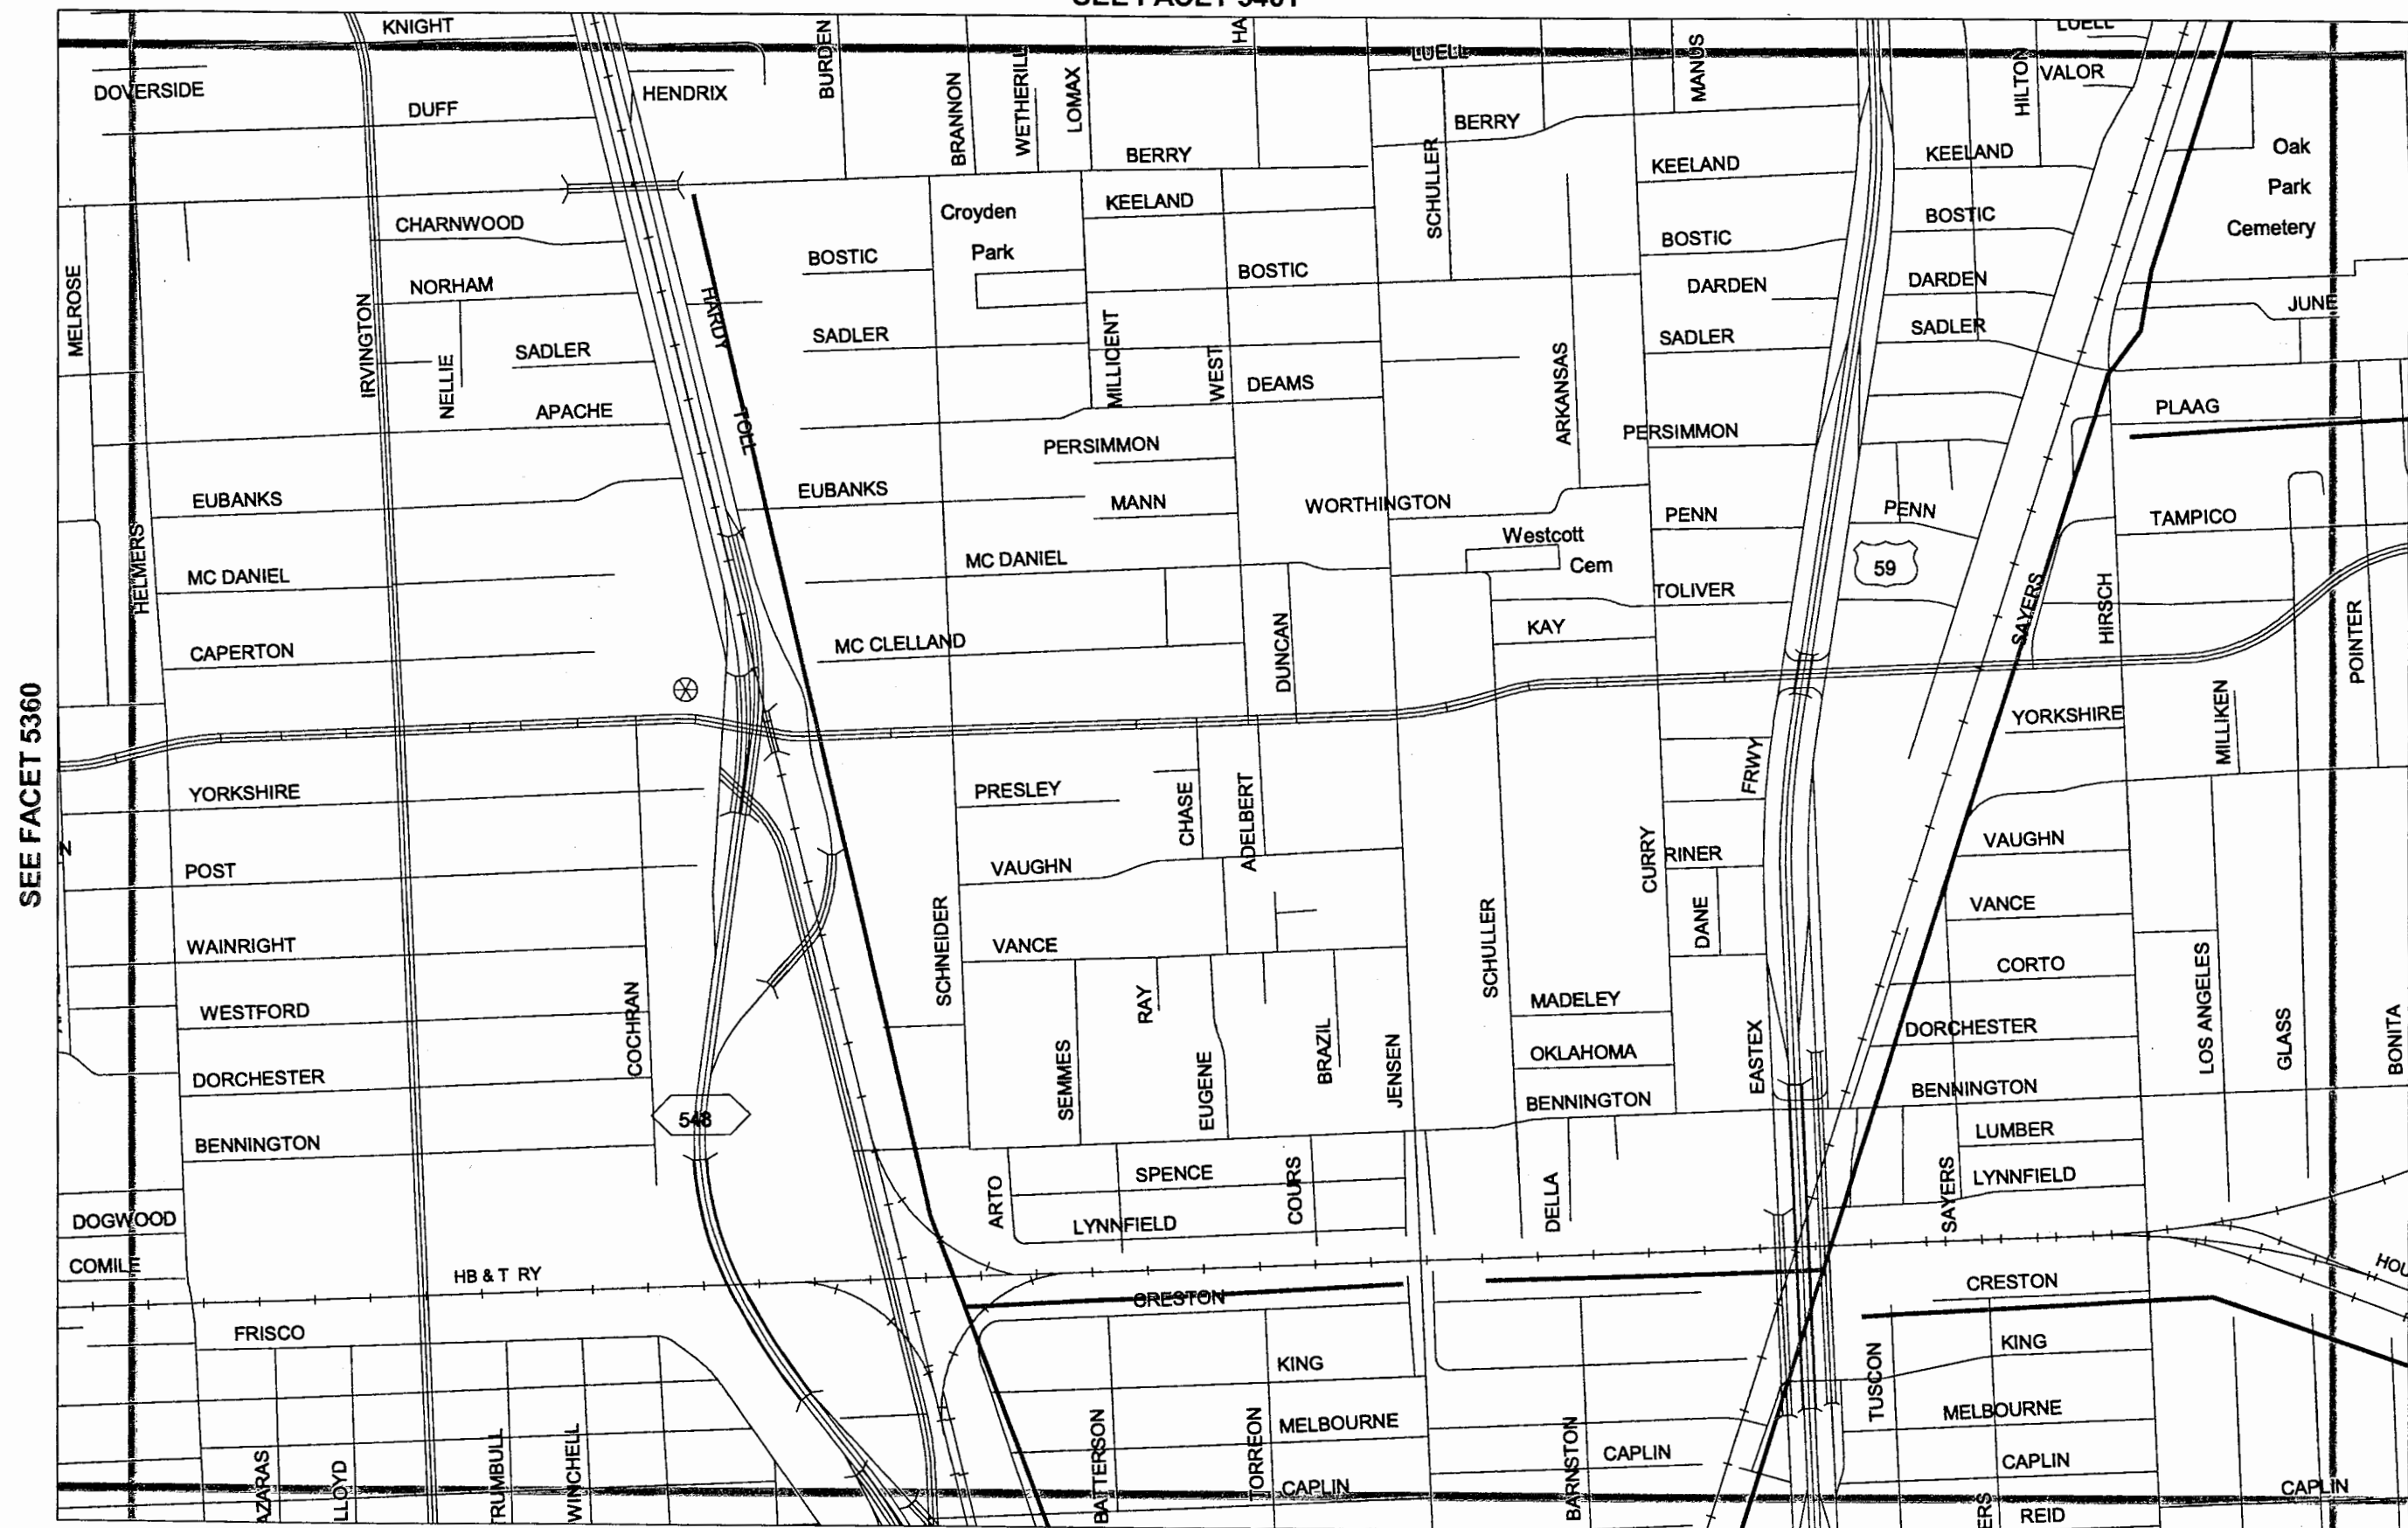 KNIGHT
BURDEN
HA
LUELL
MANUS
HILTON
LUELL
VALOR
DOVERSIDE
DUFF
HENDRIX
BRANNON
WETHERILL
LOMAX
BERRY
BERRY
SCHULLER
KEELAND
KEELAND
Oak
Park
Cemetery
CHARNWOOD
Croyden
Park
KEELAND
BOSTIC
BOSTIC
BOSTIC
BOSTIC
NORHAM
DARDEN
DARDEN
JUNE
MELROSE
IRVINGTON
HARDY
TOLL
SADLER
SADLER
SADLER
SADLER
NELLIE
MILLICENT
WEST
DEAMS
ARKANSAS
APACHE
PERSIMMON
PERSIMMON
PLAAG
EUBANKS
EUBANKS
MANN
WORTHINGTON
PENN
PENN
TAMPICO
HELMERS
Westcott
Cem
MC DANIEL
MC DANIEL
59
TOLIVER
SAYERS
HIRSCH
CAPERTON
MC CLELLAND
DUNCAN
KAY
POINTER
SEE FACET 5360
YORKSHIRE
MILLIKEN
YORKSHIRE
PRESLEY
CHASE
ADELBERT
FRWY
N
POST
VAUGHN
CURRY
RINER
VAUGHN
WAINRIGHT
SCHNEIDER
VANCE
SCHULLER
DANE
VANCE
WESTFORD
COCHRAN
RAY
MADELEY
CORTO
LOS ANGELES
DORCHESTER
SEMMES
EUGENE
BRAZIL
JENSEN
OKLAHOMA
EASTEX
DORCHESTER
GLASS
BONITA
548
BENNINGTON
BENNINGTON
BENNINGTON
LUMBER
ARTO
SPENCE
COURS
DELLA
SAYERS
LYNNFIELD
DOGWOOD
LYNNFIELD
COMILE
HB & T RY
CRESTON
CRESTON
HOU
FRISCO
KING
TUSCON
KING
AZARAS
LLOYD
TRUMBULL
WINCHELL
BATTERSON
TORREON
MELBOURNE
BARNSTON
CAPLIN
MELBOURNE
CAPLIN
CAPLIN
CAPLIN
ERS
REID